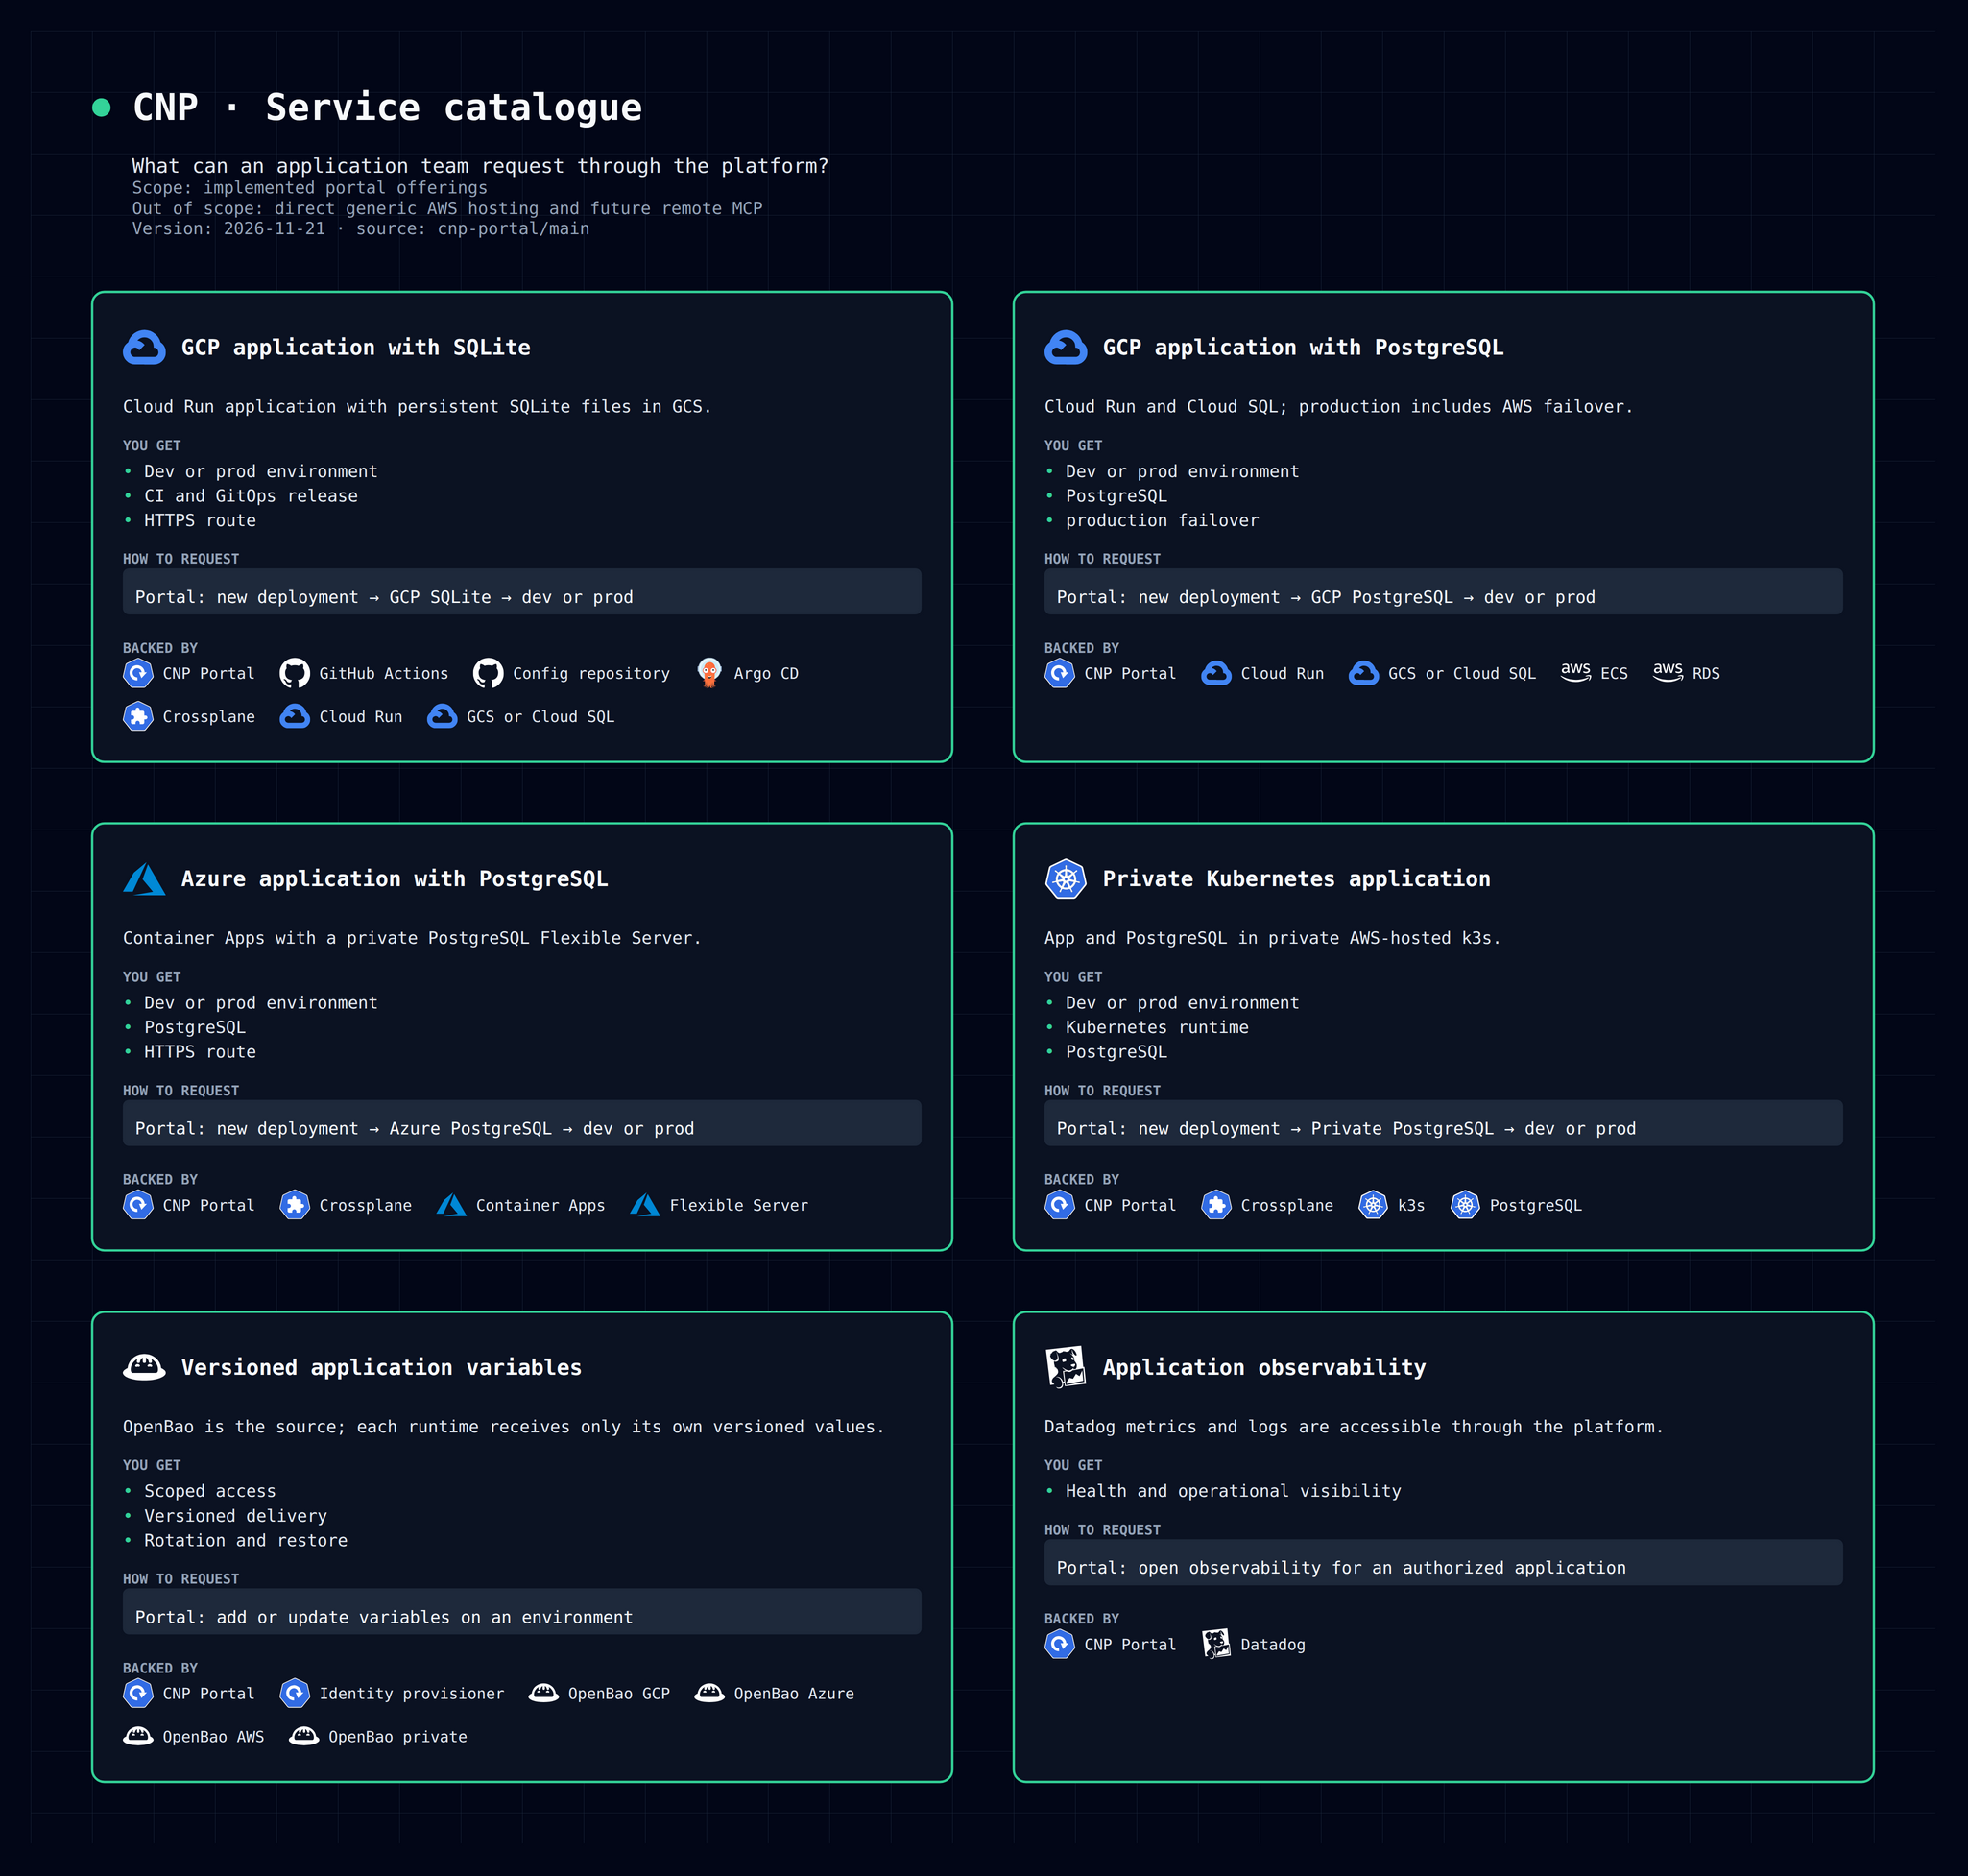 CNP · Service catalogue
What can an application team request through the platform?
Scope: implemented portal offerings
Out of scope: direct generic AWS hosting and future remote MCP
Version: 2026-11-21 · source: cnp-portal/main
GCP application with SQLite
Cloud Run application with persistent SQLite files in GCS.
YOU GET
• Dev or prod environment
• CI and GitOps release
• HTTPS route
HOW TO REQUEST
Portal: new deployment → GCP SQLite → dev or prod
BACKED BY
CNP Portal GitHub Actions Config repository Argo CD
Crossplane Cloud Run GCS or Cloud SQL
GCP application with PostgreSQL
Cloud Run and Cloud SQL; production includes AWS failover.
YOU GET
• Dev or prod environment
• PostgreSQL
• production failover
HOW TO REQUEST
Portal: new deployment → GCP PostgreSQL → dev or prod
BACKED BY
CNP Portal Cloud Run GCS or Cloud SQL aws ECS aws RDS
Azure application with PostgreSQL
Container Apps with a private PostgreSQL Flexible Server.
YOU GET
• Dev or prod environment
• PostgreSQL
• HTTPS route
HOW TO REQUEST
Portal: new deployment → Azure PostgreSQL → dev or prod
BACKED BY
CNP Portal Crossplane Container Apps Flexible Server
Private Kubernetes application
App and PostgreSQL in private AWS-hosted k3s.
YOU GET
• Dev or prod environment
• Kubernetes runtime
• PostgreSQL
HOW TO REQUEST
Portal: new deployment → Private PostgreSQL → dev or prod
BACKED BY
CNP Portal Crossplane k3s PostgreSQL
Versioned application variables
OpenBao is the source; each runtime receives only its own versioned values.
YOU GET
• Scoped access
• Versioned delivery
• Rotation and restore
HOW TO REQUEST
Portal: add or update variables on an environment
BACKED BY
CNP Portal Identity provisioner OpenBao GCP OpenBao Azure
OpenBao AWS OpenBao private
Application observability
Datadog metrics and logs are accessible through the platform.
YOU GET
• Health and operational visibility
HOW TO REQUEST
Portal: open observability for an authorized application
BACKED BY
CNP Portal Datadog